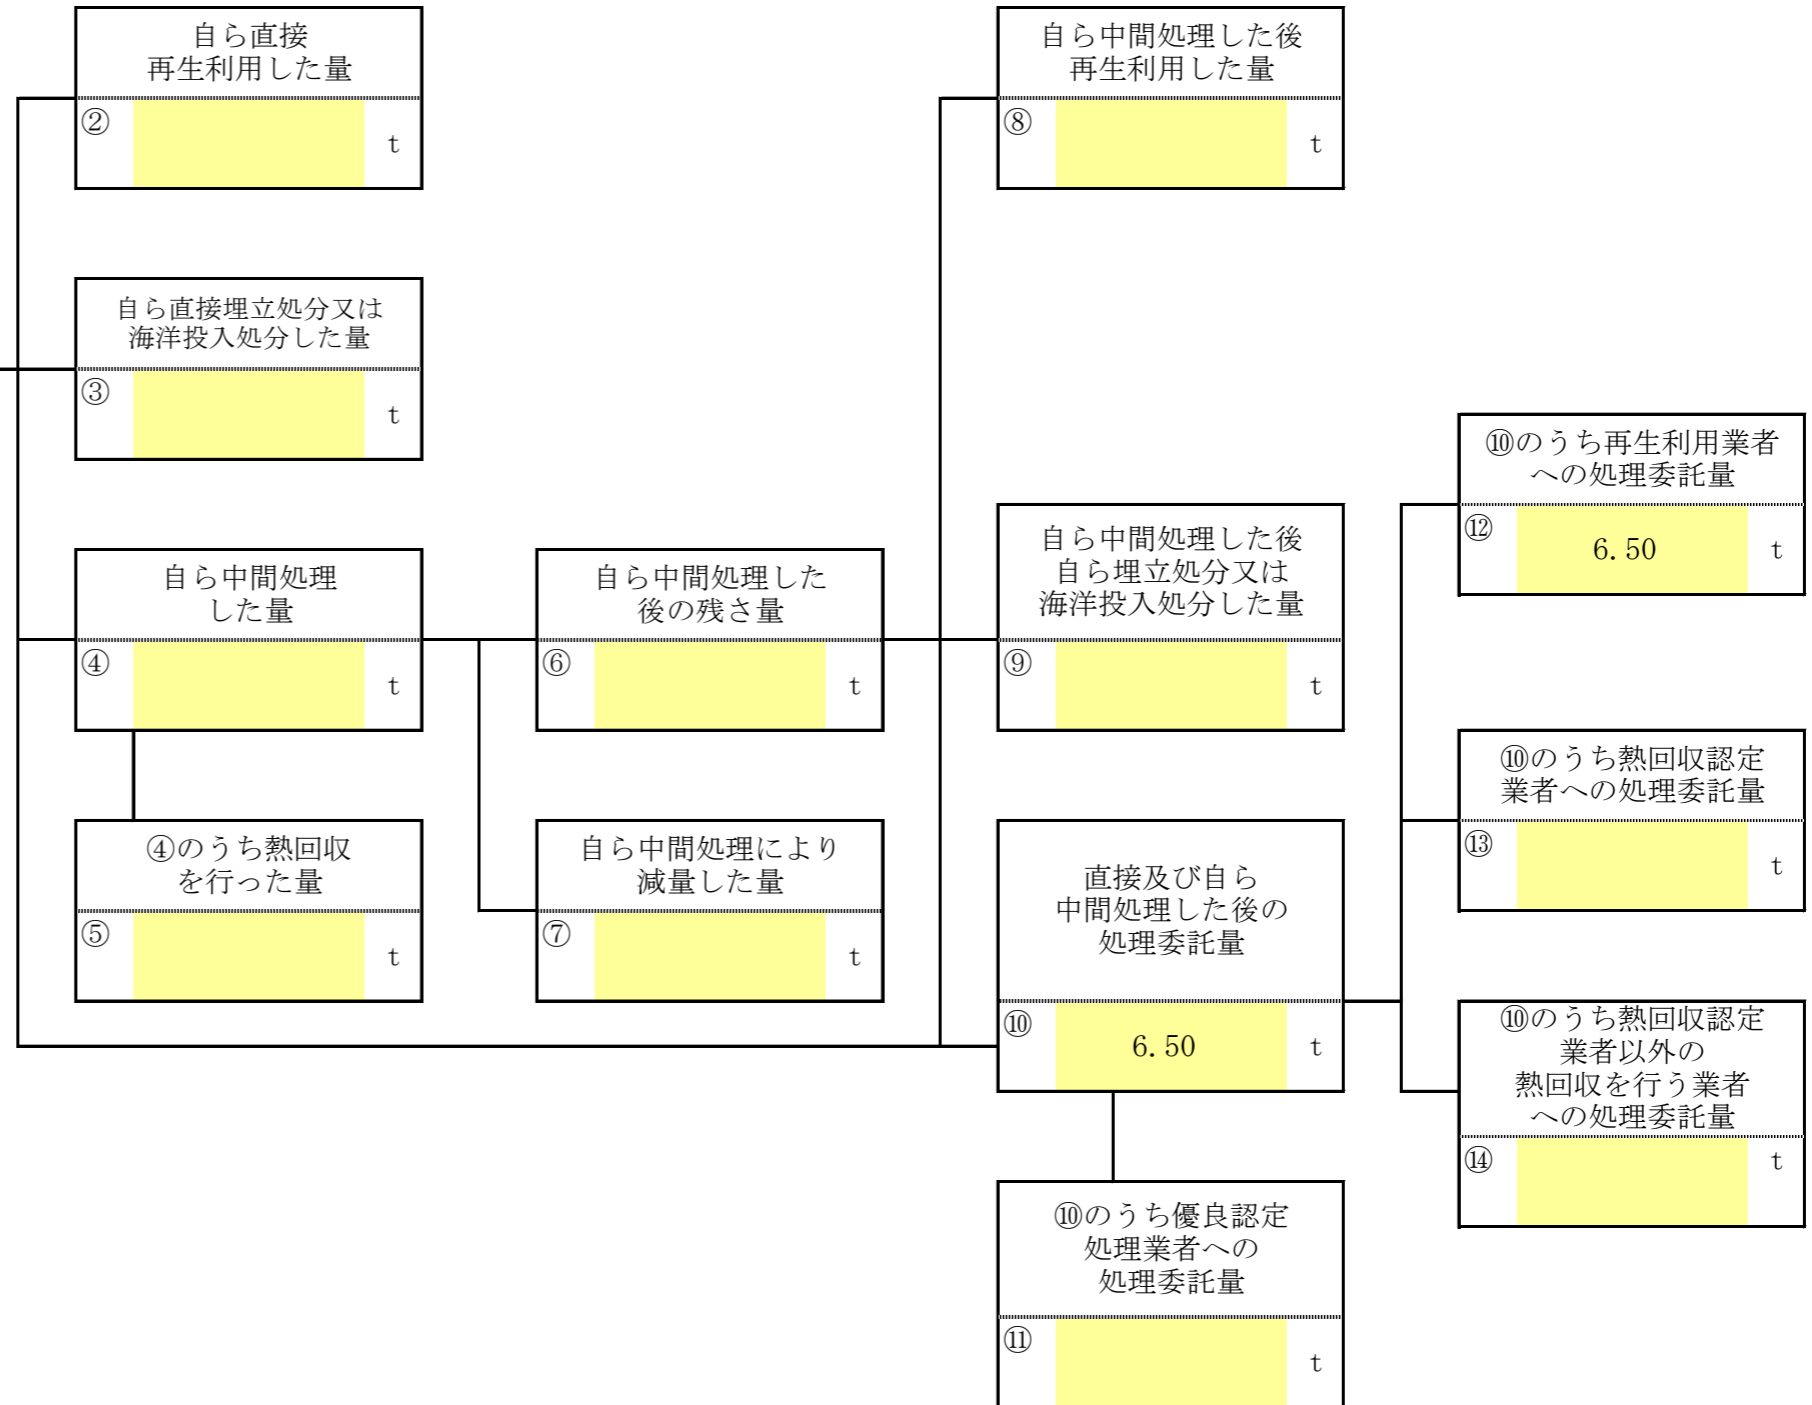 自ら直接
再生利用した量
② t
自ら中間処理した後
再生利用した量
⑧ t
自ら直接埋立処分又は
海洋投入処分した量
③ t
⑩のうち再生利用業者
への処理委託量
⑫ 6.50 t
自ら中間処理
した量
④ t
自ら中間処理した
後の残さ量
⑥ t
自ら中間処理した後
自ら埋立処分又は
海洋投入処分した量
⑨ t
⑩のうち熱回収認定
業者への処理委託量
⑬ t
④のうち熱回収
を行った量
⑤ t
自ら中間処理により
減量した量
⑦ t
直接及び自ら
中間処理した後の
処理委託量
⑩ 6.50 t
⑩のうち熱回収認定
業者以外の
熱回収を行う業者
への処理委託量
⑭ t
⑩のうち優良認定
処理業者への
処理委託量
⑪ t